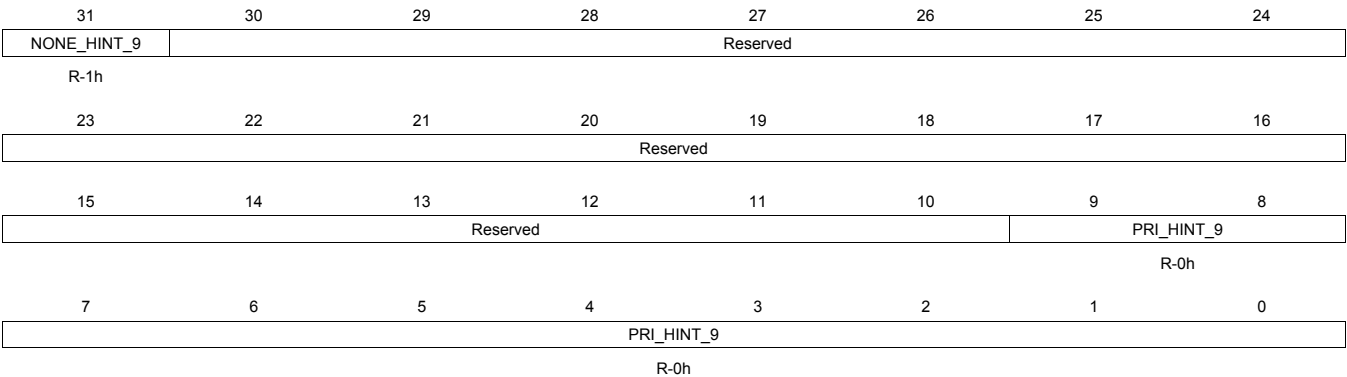 31 30 29 28 27 26 25 24
NONE_HINT_9 Reserved
R-1h
23 22 21 20 19 18 17 16
Reserved
15 14 13 12 11 10 9 8
Reserved PRI_HINT_9
R-0h
7 6 5 4 3 2 1 0
PRI_HINT_9
R-0h